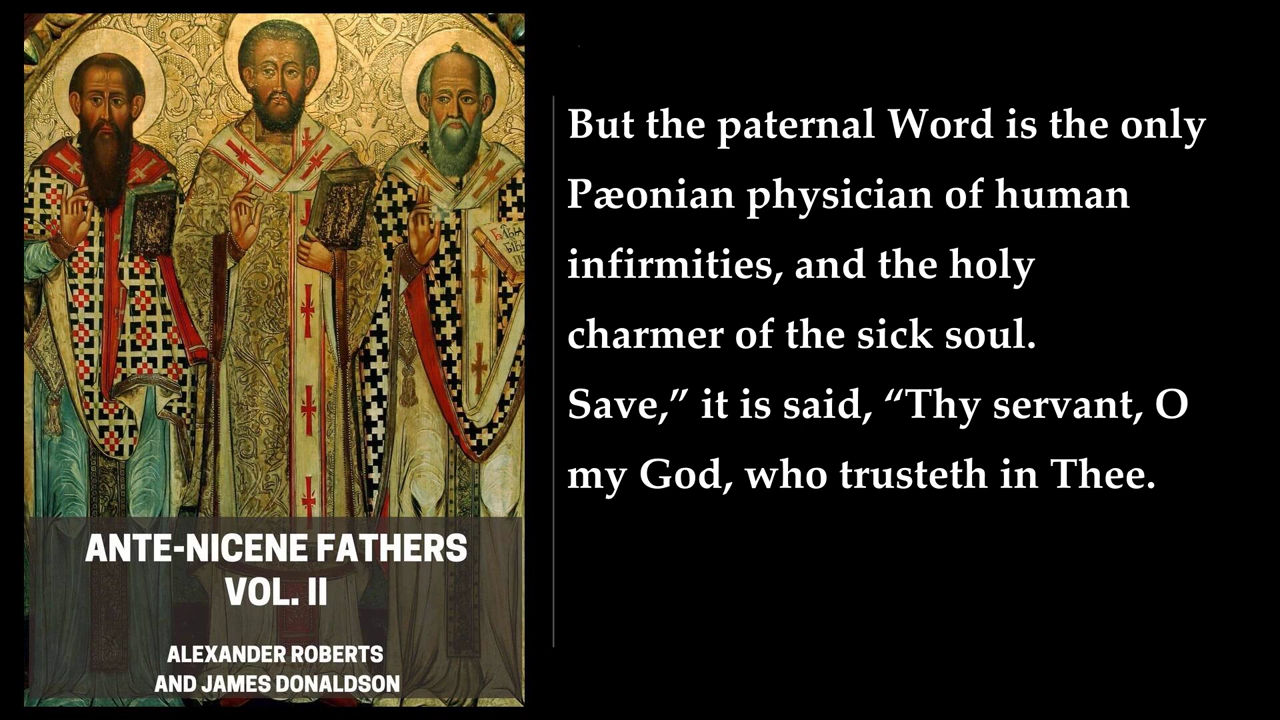 But the paternal Word is the only
Pæonian physician of human
infirmities, and the holy
charmer of the sick soul.
Save,” it is said, “Thy servant, O
my God, who trusteth in Thee.
ANTE-NICENE FATHERS
VOL. II
ALEXANDER ROBERTS
AND JAMES DONALDSON